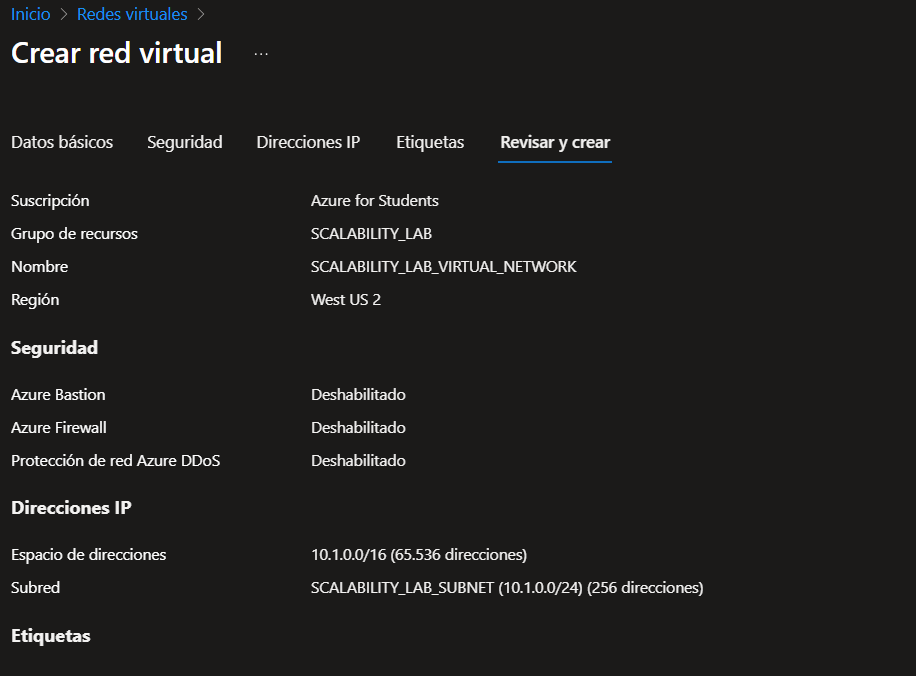 Inicio > Redes virtuales >
Crear red virtual ...
Datos básicos Seguridad Direcciones IP Etiquetas Revisar y crear
Suscripción Azure for Students
Grupo de recursos SCALABILITY_LAB
Nombre SCALABILITY_LAB_VIRTUAL_NETWORK
Región West US 2
Seguridad
Azure Bastion Deshabilitado
Azure Firewall Deshabilitado
Protección de red Azure DDoS Deshabilitado
Direcciones IP
Espacio de direcciones 10.1.0.0/16 (65.536 direcciones)
Subred SCALABILITY_LAB_SUBNET (10.1.0.0/24) (256 direcciones)
Etiquetas